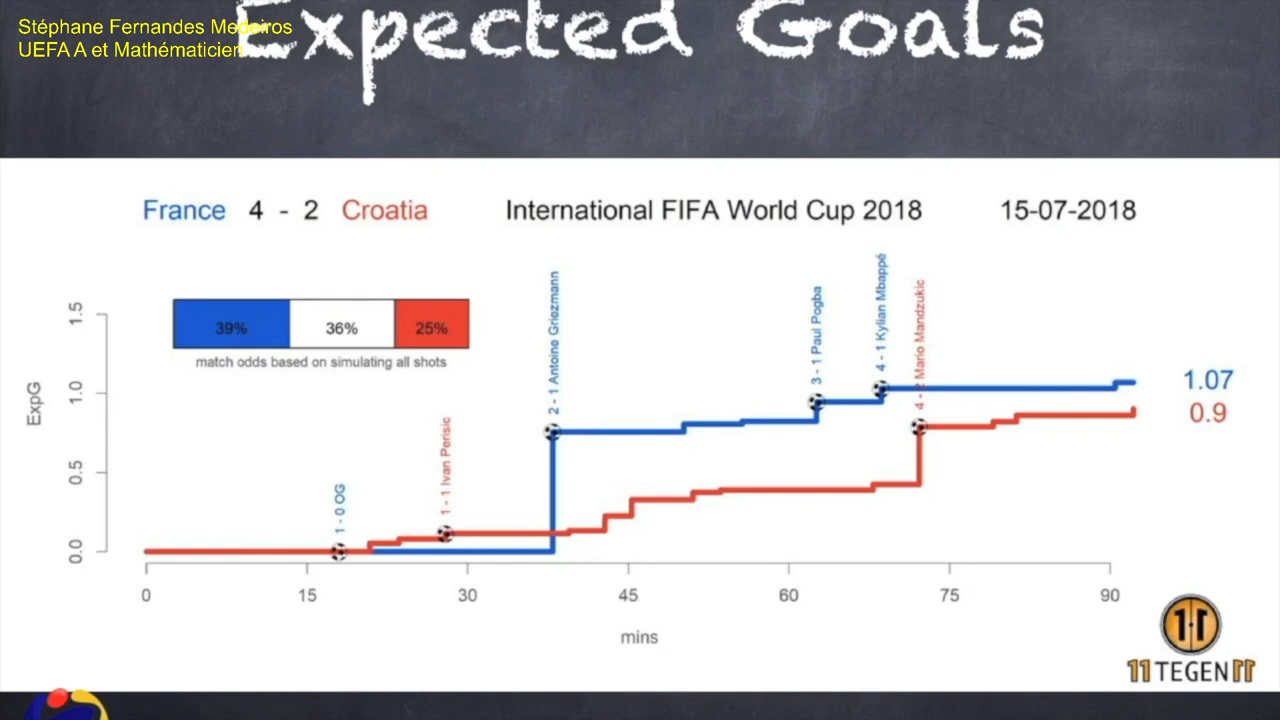 Stéphane Fernandes Medeiros
UEFA A et Mathématicien
Expected Goals
France 4 - 2 Croatia
International FIFA World Cup 2018
15-07-2018
39% 36% 25%
match odds based on simulating all shots
1 - 0 OG
1 - 1 Ivan Perisic
2 - 1 Antoine Griezmann
3 - 1 Paul Pogba
4 - 1 Kylian Mbappé
4 - 2 Mario Mandzukic
1.07
0.9
ExpG
1.5
1.0
0.5
0.0
0 15 30 45 60 75 90
mins
11
11TEGEN11